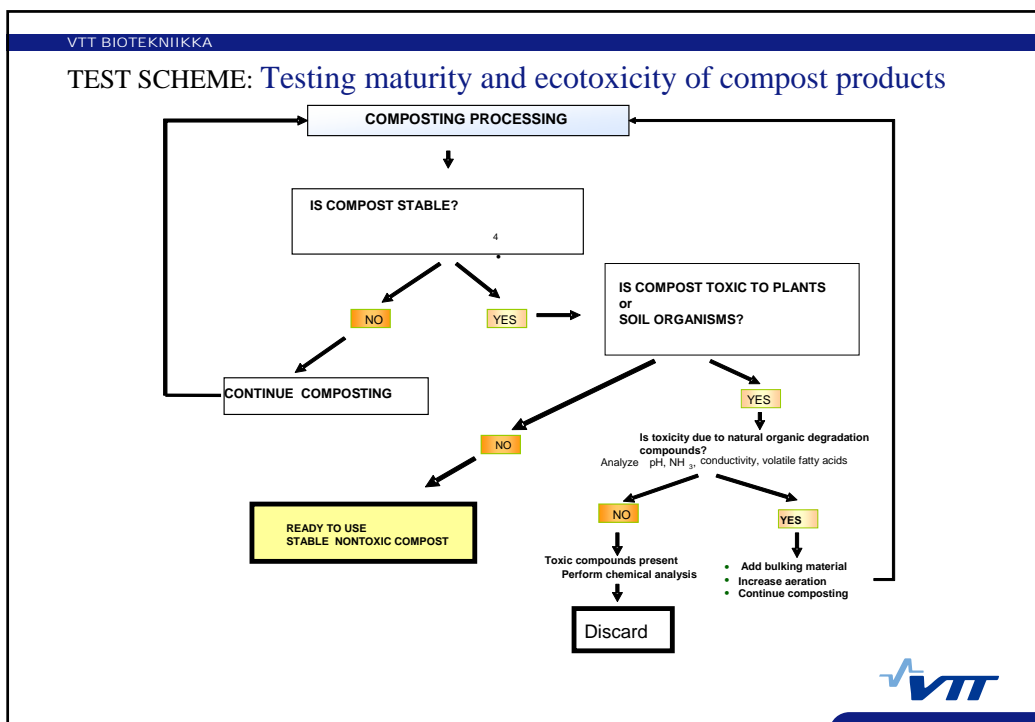 VTT BIOTEKNIIKKA
TEST SCHEME: Testing maturity and ecotoxicity of compost products
COMPOSTING PROCESSING
IS COMPOST STABLE?
4
•
NO
YES
IS COMPOST TOXIC TO PLANTS
or
SOIL ORGANISMS?
CONTINUE COMPOSTING
YES
NO
Is toxicity due to natural organic degradation
compounds?
Analyze pH, NH 3, conductivity, volatile fatty acids
NO
YES
READY TO USE
STABLE NONTOXIC COMPOST
Toxic compounds present
Perform chemical analysis
• Add bulking material
• Increase aeration
• Continue composting
Discard
VTT